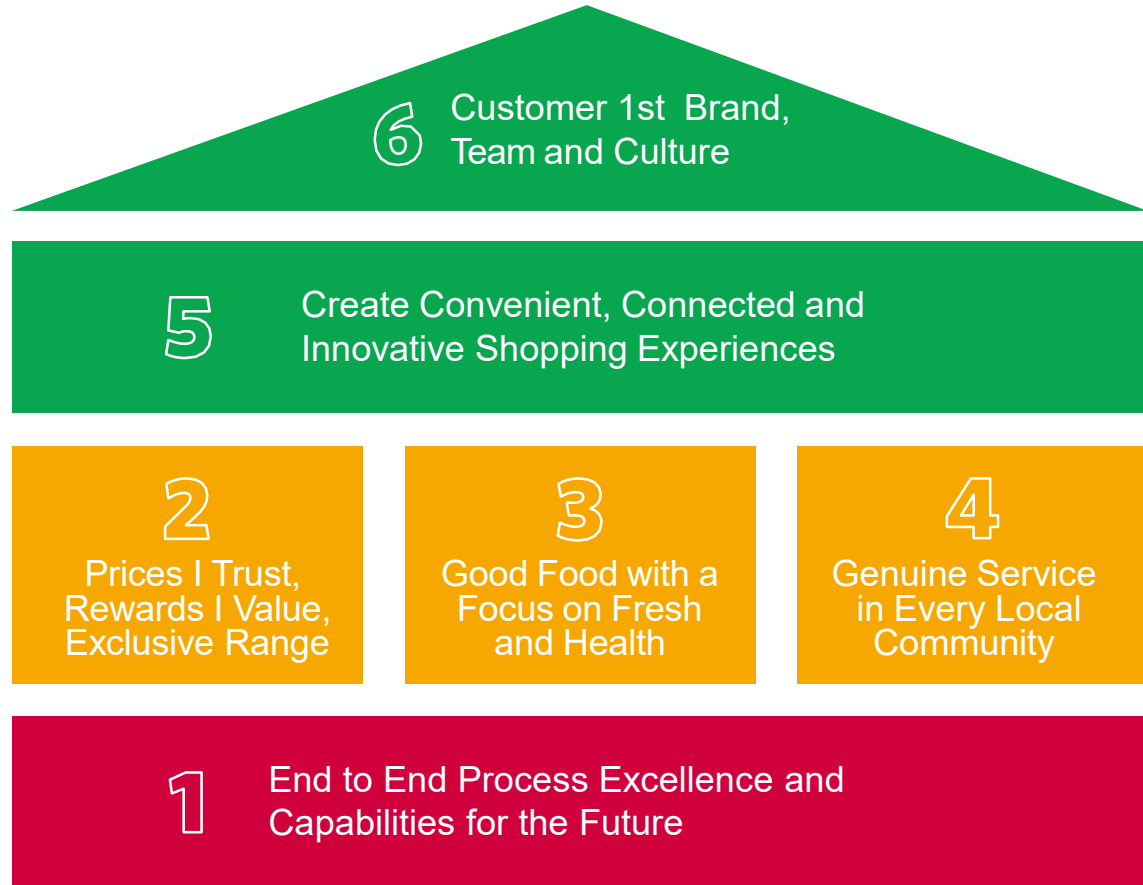 6
Customer 1st Brand,
Team and Culture
5
Create Convenient, Connected and
Innovative Shopping Experiences
2
Prices I Trust,
Rewards I Value,
Exclusive Range
3
Good Food with a
Focus on Fresh
and Health
4
Genuine Service
in Every Local
Community
1
End to End Process Excellence and
Capabilities for the Future